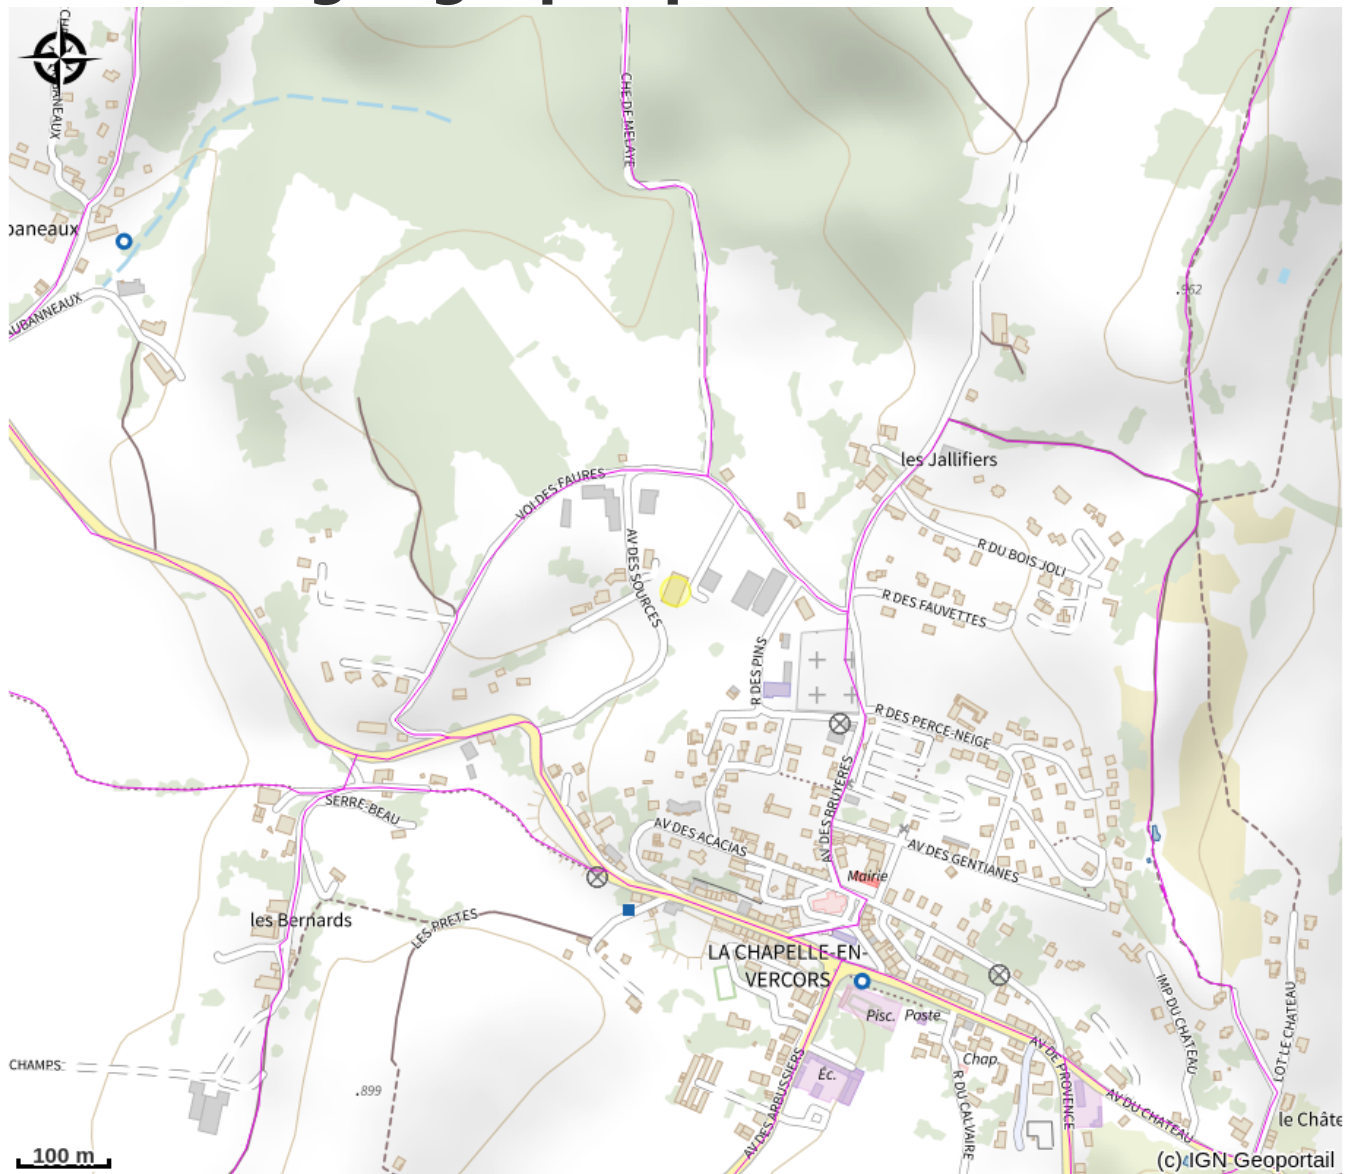 CHE DE MELAYE
.962
AUBANNEAUX
les Jallifiers
VOI DES FAURES
AV DES SOURCES
R DU BOIS JOLI
R DES FAUVETTES
R DES PINS
R DES PERCE-NEIGE
AV DES BRUYERES
SERRE-BEAU
AV DES ACACIAS
AV DES GENTIANES
Mairie
les Bernards
LES PRETES
LA CHAPELLE-EN-
VERCORS
IMP DU CHATEAU
LOT LE CHATEAU
Pisc.
Poste
Chap.
AV DE PROVENCE
CHAMPS
Éc.
.899
AV DES ARBUSSIERS
R DU CALVAIRE
AV DU CHATEAU
le Châte
100 m
(c) IGN Geoportail